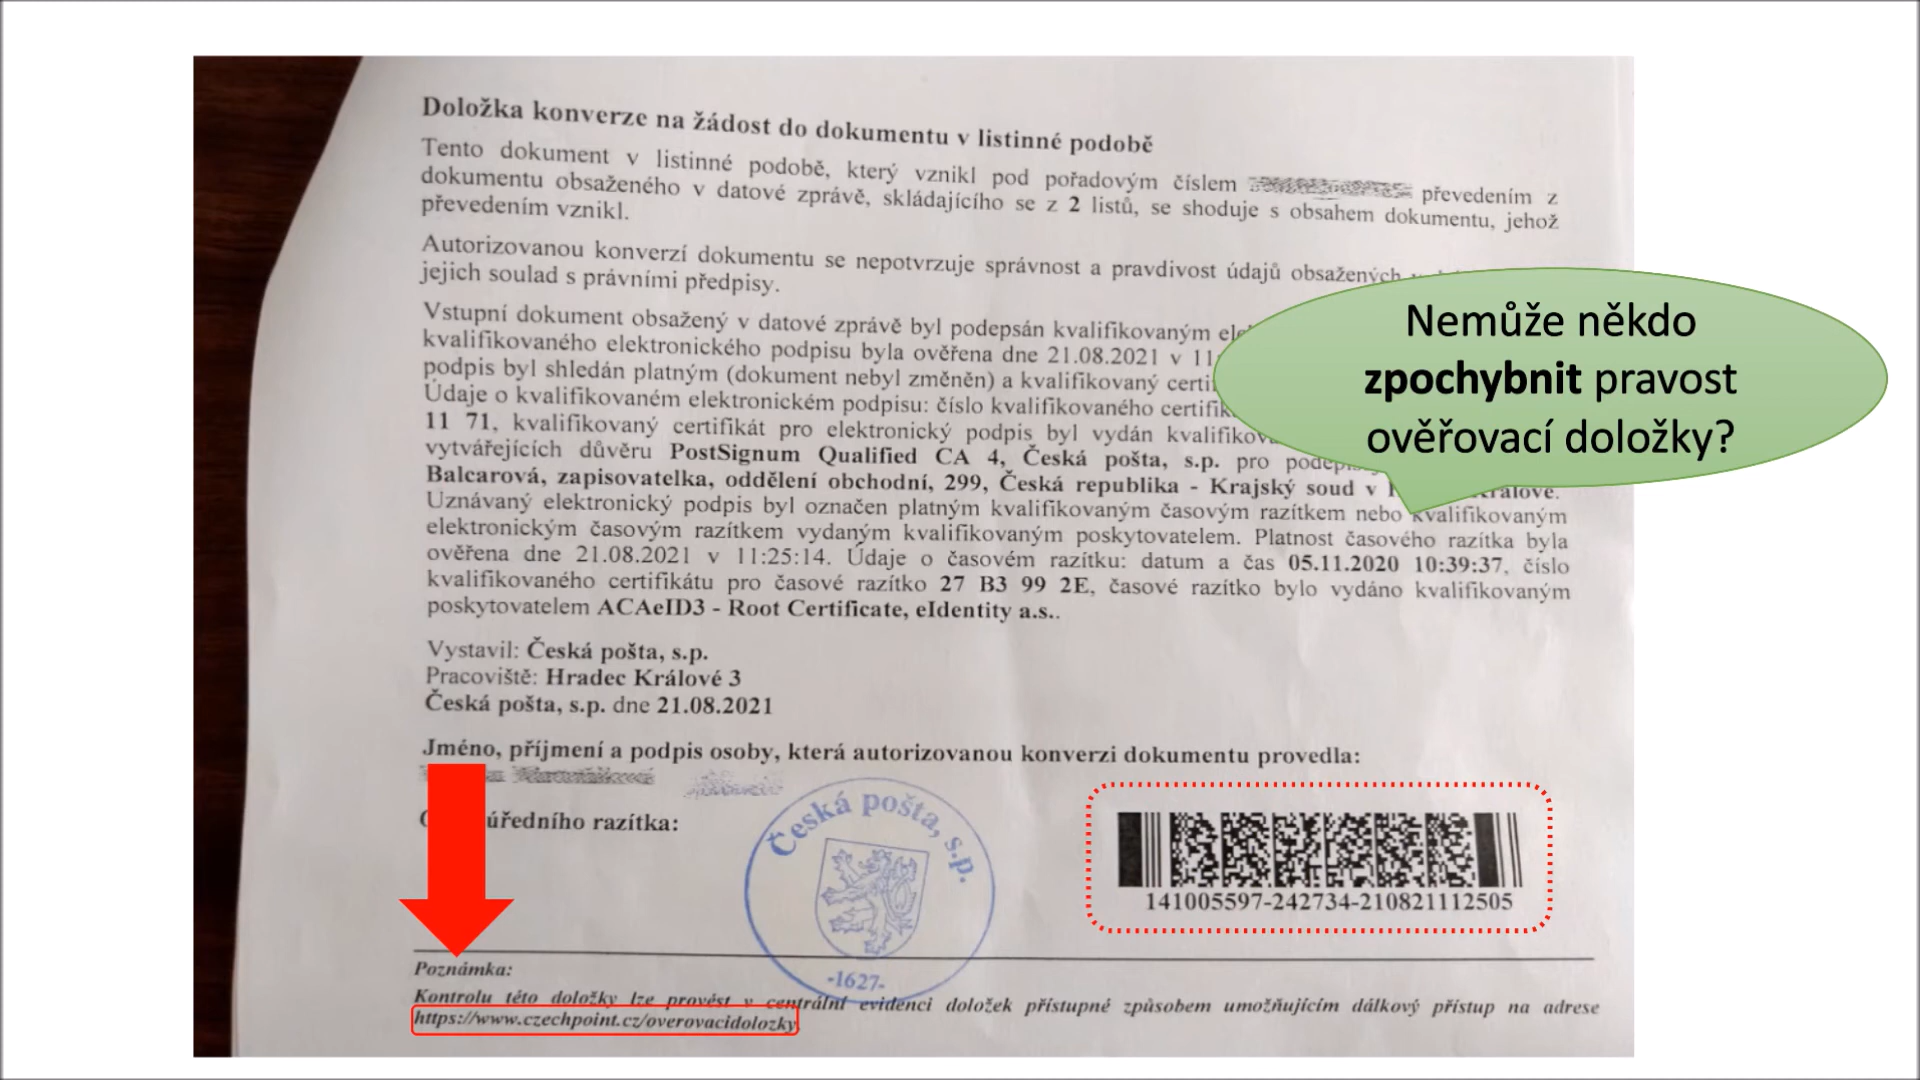 Doložka konverze na žádost do dokumentu v listinné podobě
Tento dokument v listinné podobě, který vznikl pod pořadovým číslem převedením z
dokumentu obsaženého v datové zprávě, skládajícího se z 2 listů, se shoduje s obsahem dokumentu, jehož
převedením vznikl.
Autorizovanou konverzí dokumentu se nepotvrzuje správnost a pravdivost údajů obsažených v
jejich soulad s právními předpisy.
Vstupní dokument obsažený v datové zprávě byl podepsán kvalifikovaným
kvalifikovaného elektronického podpisu byla ověřena dne 21.08.2021 v
podpis byl shledán platným (dokument nebyl změněn) a kvalifikovaný
Údaje o kvalifikovaném elektronickém podpisu: číslo kvalifikovaného
11 71, kvalifikovaný certifikát pro elektronický podpis byl vydán
vytvářejících důvěru PostSignum Qualified CA 4, Česká pošta, s.p. pro
Balcarová, zapisovatelka, oddělení obchodní, 299, Česká republika - Krajský soud v
Uznávaný elektronický podpis byl označen platným kvalifikovaným časovým razítkem nebo kvalifikovaným
elektronickým časovým razítkem vydaným kvalifikovaným poskytovatelem. Platnost časového razítka byla
ověřena dne 21.08.2021 v 11:25:14. Údaje o časovém razítku: datum a čas 05.11.2020 10:39:37, číslo
kvalifikovaného certifikátu pro časové razítko 27 B3 99 2E, časové razítko bylo vydáno kvalifikovaným
poskytovatelem ACAeID3 - Root Certificate, eIdentity a.s..
Nemůže někdo
zpochybnit pravost
ověřovací doložky?
Vystavil: Česká pošta, s.p.
Pracoviště: Hradec Králové 3
Česká pošta, s.p. dne 21.08.2021
Jméno, příjmení a podpis osoby, která autorizovanou konverzi dokumentu provedla:
úředního razítka:
Česká pošta, s.p.
-1627-
141005597-242734-210821112505
Poznámka:
Kontrolu této doložky lze provést v centrální evidenci doložek přístupné způsobem umožňujícím dálkový přístup na adrese
https://www.czechpoint.cz/overovacidolozky